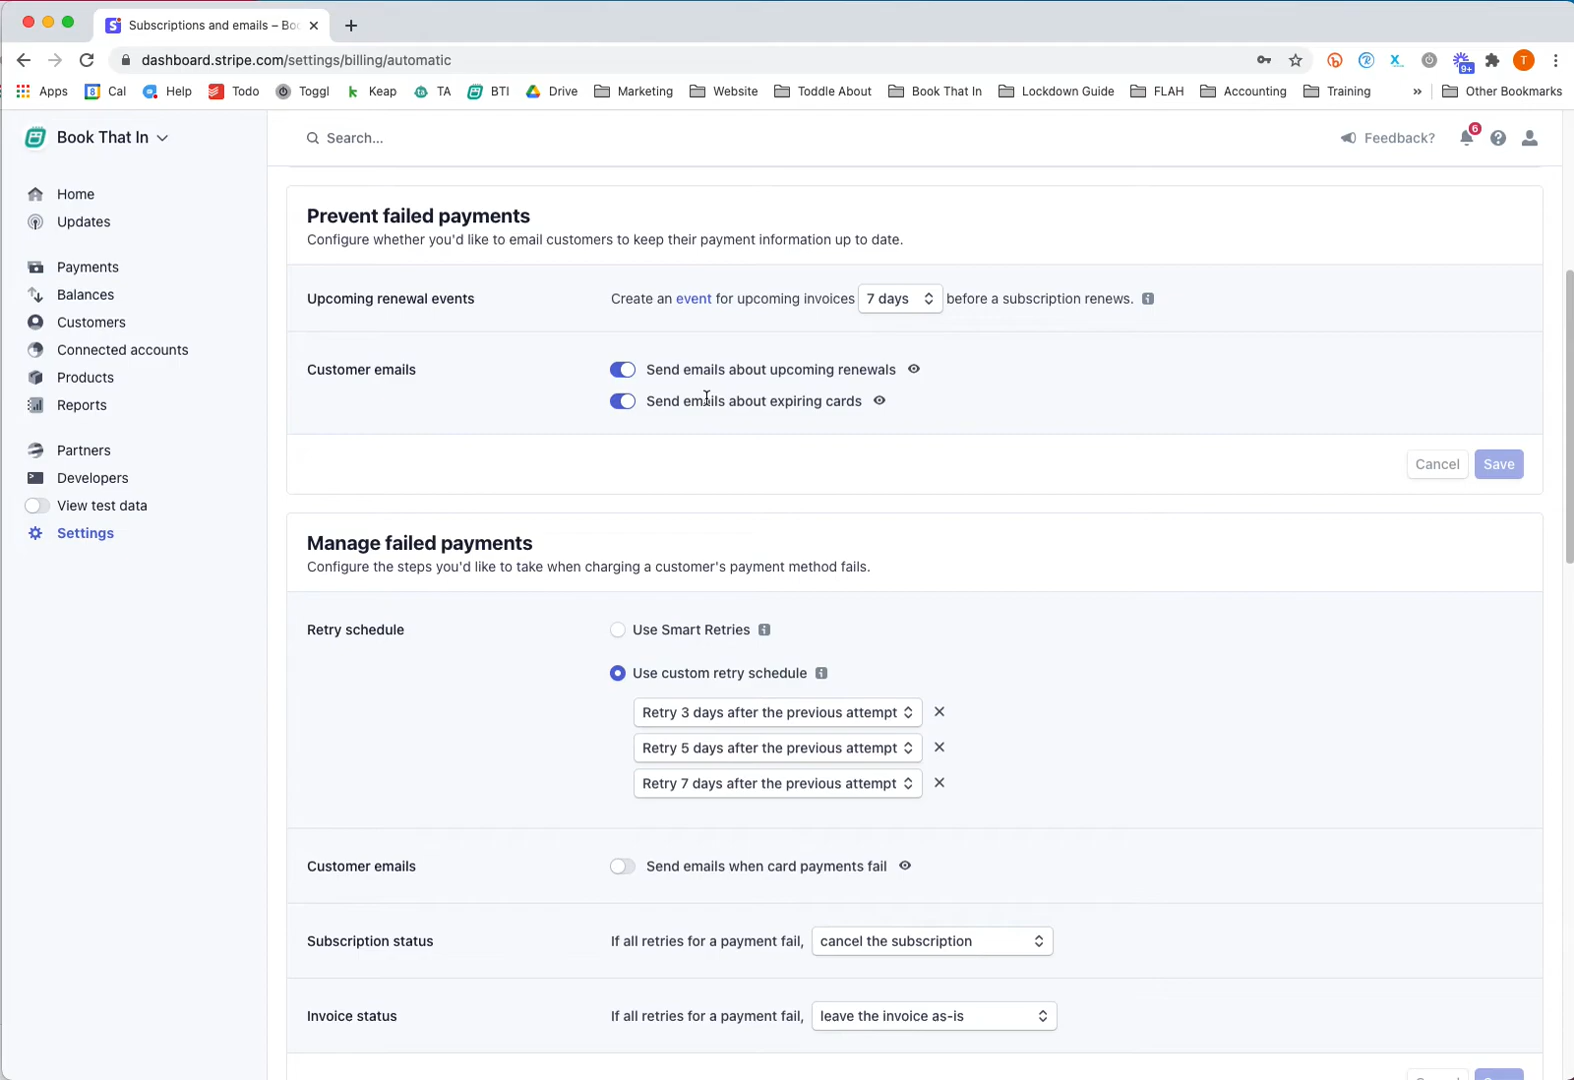 Subscriptions and emails – Boo
dashboard.stripe.com/settings/billing/automatic
9+
T
Apps
8 Cal
Help
Todo
Toggl
k Keap
ta TA
BTI
Drive
Marketing
Website
Toddle About
Book That In
Lockdown Guide
FLAH
Accounting
Training
»
Other Bookmarks
Book That In
Search...
Feedback?
6
Home
Updates
Payments
Balances
Customers
Connected accounts
Products
Reports
Partners
Developers
View test data
Settings
Prevent failed payments
Configure whether you'd like to email customers to keep their payment information up to date.
Upcoming renewal events
Create an event for upcoming invoices 7 days before a subscription renews.
Customer emails
Send emails about upcoming renewals
Send emails about expiring cards
Cancel
Save
Manage failed payments
Configure the steps you'd like to take when charging a customer's payment method fails.
Retry schedule
Use Smart Retries
Use custom retry schedule
Retry 3 days after the previous attempt
Retry 5 days after the previous attempt
Retry 7 days after the previous attempt
Customer emails
Send emails when card payments fail
Subscription status
If all retries for a payment fail, cancel the subscription
Invoice status
If all retries for a payment fail, leave the invoice as-is